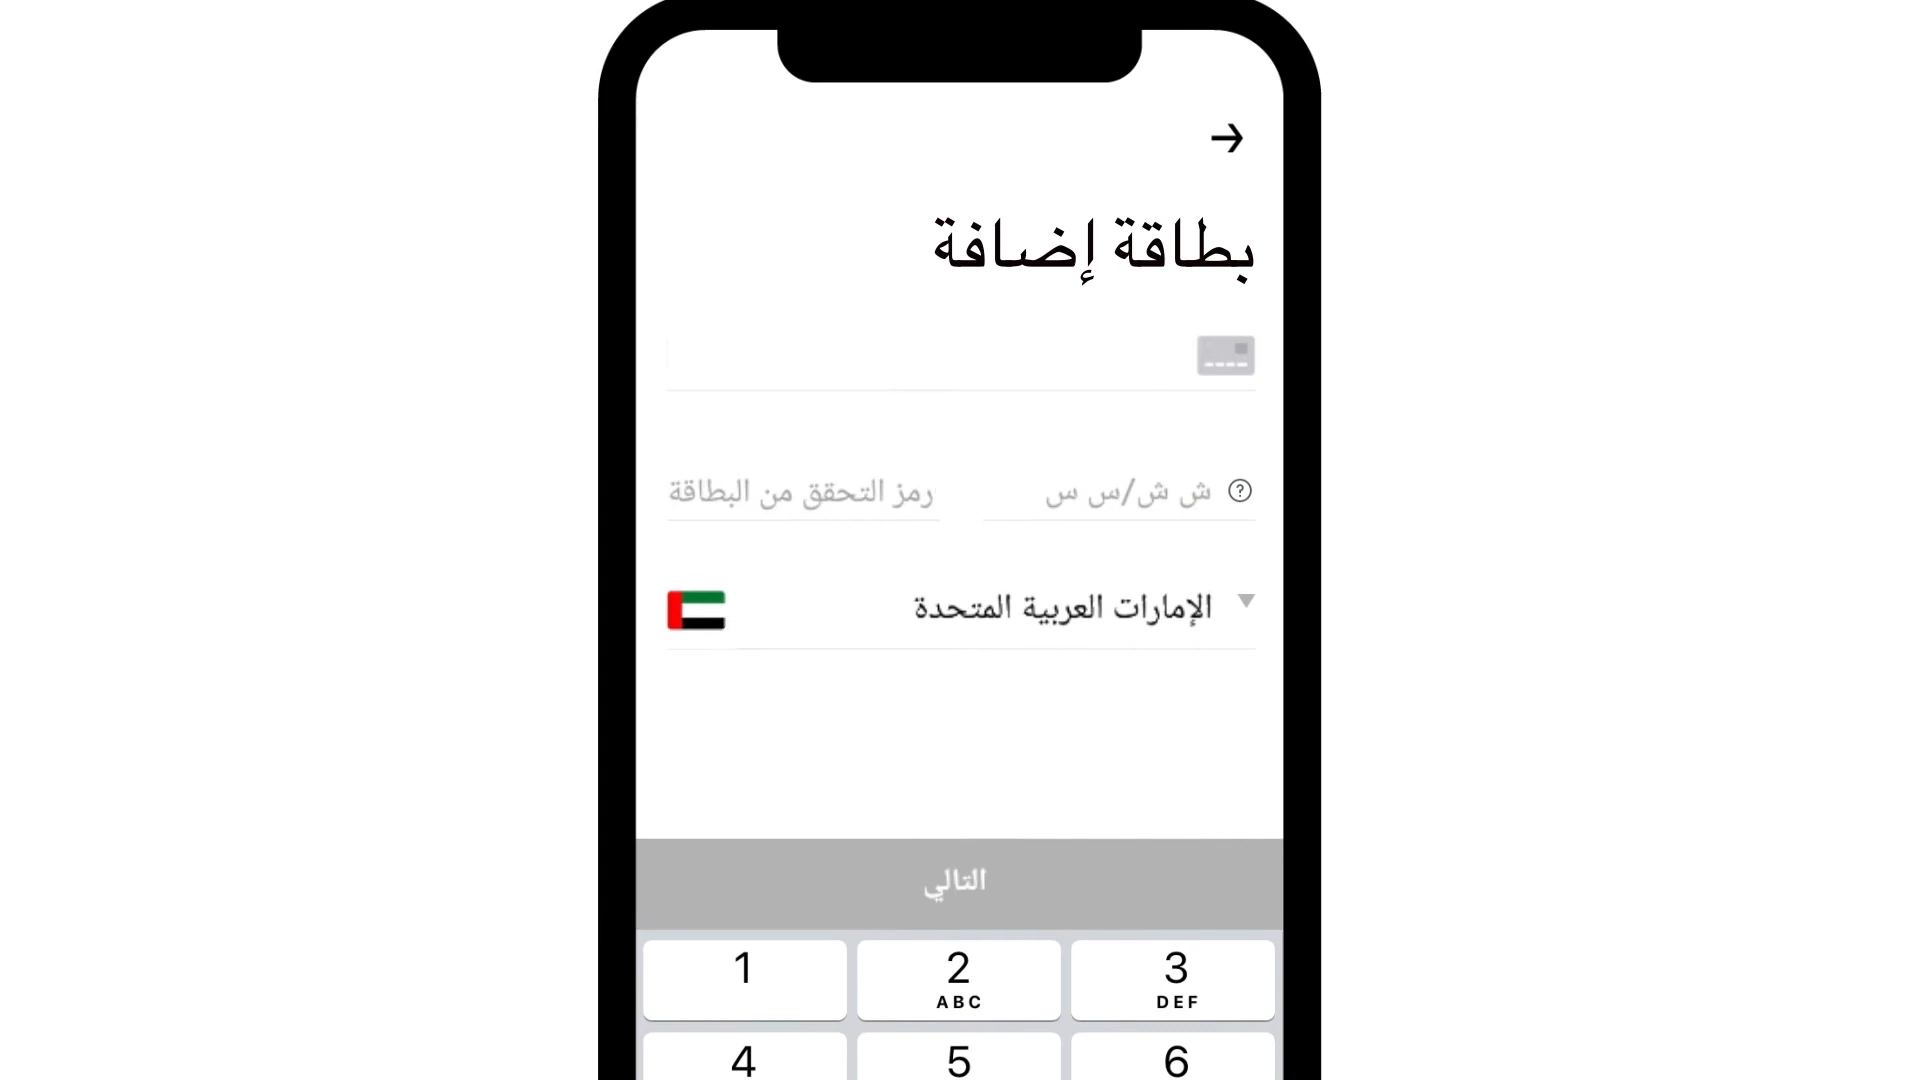 بطاقة إضافة
ش ش/س س
رمز التحقق من البطاقة
الإمارات العربية المتحدة
التالي
1
2
ABC
3
DEF
4
5
6